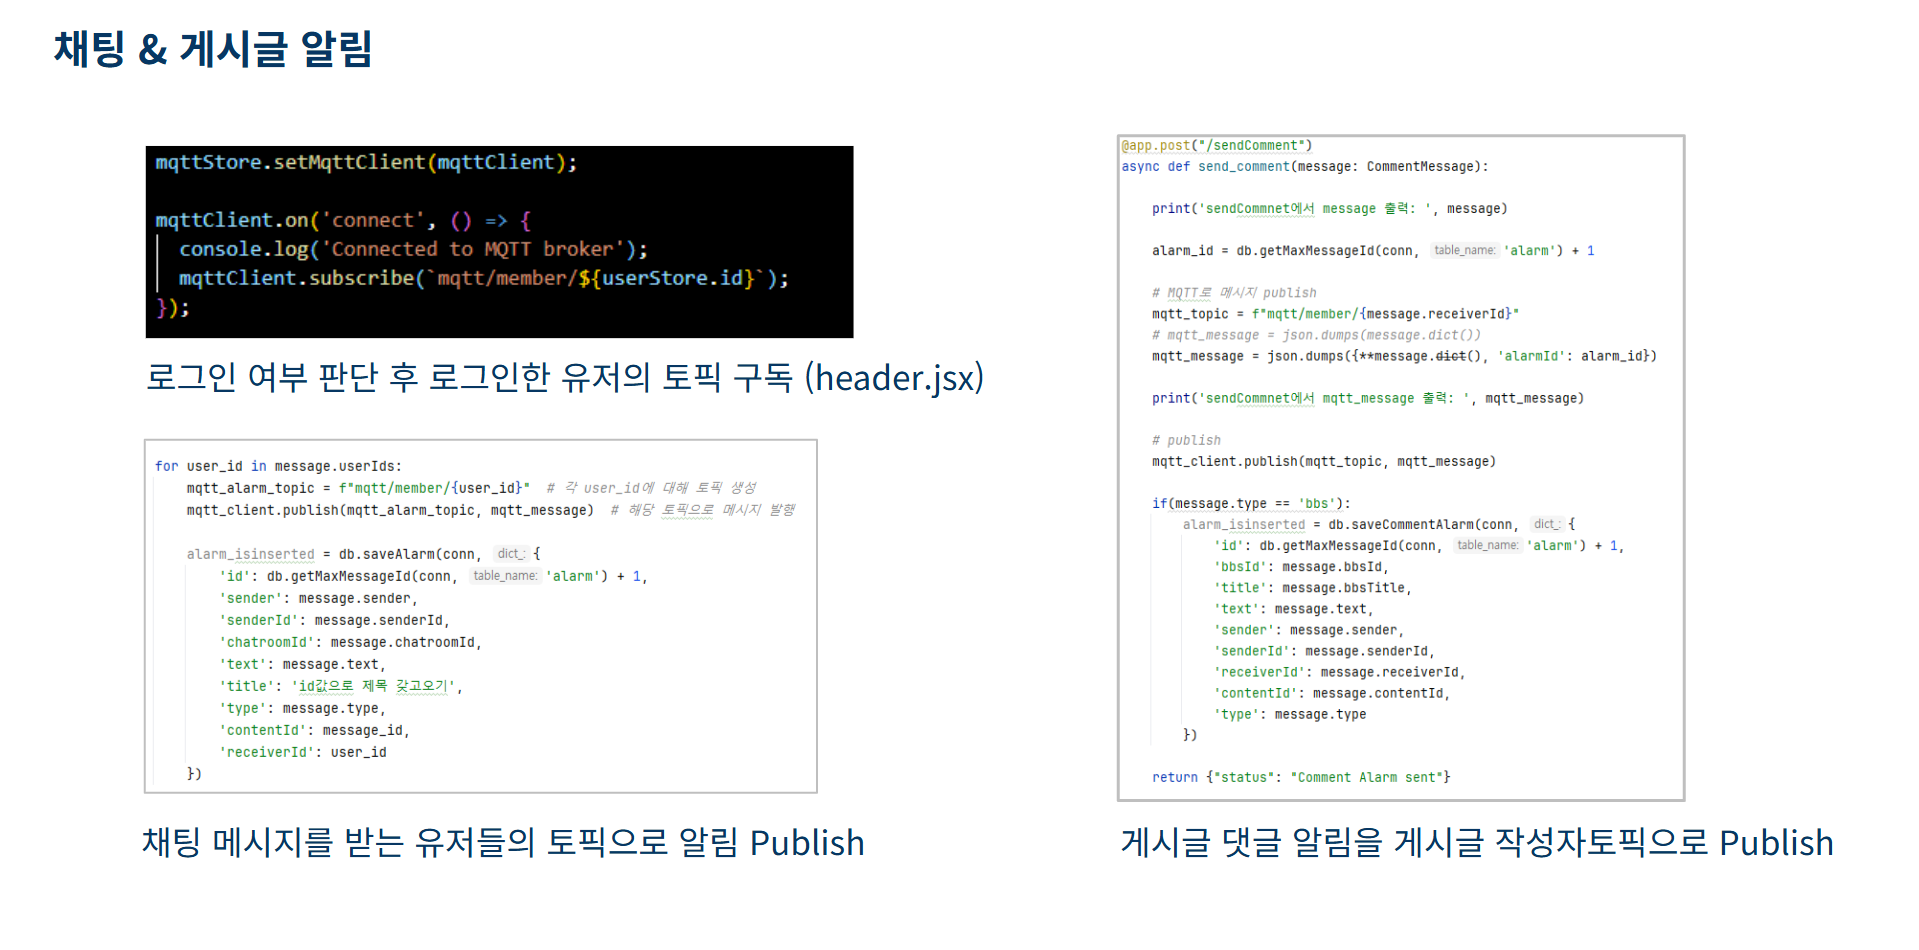 채팅 & 게시글 알림
mqttStore.setMqttClient(mqttClient);
mqttClient.on('connect', () => {
console.log('Connected to MQTT broker');
mqttClient.subscribe(`mqtt/member/${userStore.id}`);
});
로그인 여부 판단 후 로그인한 유저의 토픽 구독 (header.jsx)
for user_id in message.userIds:
mqtt_alarm_topic = f"mqtt/member/{user_id}"  # 각 user_id에 대해 토픽 생성
mqtt_client.publish(mqtt_alarm_topic, mqtt_message)  # 해당 토픽으로 메시지 발행
alarm_isinserted = db.saveAlarm(conn, dict_: {
'id': db.getMaxMessageId(conn, table_name: 'alarm') + 1,
'sender': message.sender,
'senderId': message.senderId,
'chatroomId': message.chatroomId,
'text': message.text,
'title': 'id값으로 제목 갖고오기',
'type': message.type,
'contentId': message_id,
'receiverId': user_id
})
채팅 메시지를 받는 유저들의 토픽으로 알림 Publish
@app.post("/sendComment")
async def send_comment(message: CommentMessage):
print('sendCommnet에서 message 출력: ', message)
alarm_id = db.getMaxMessageId(conn, table_name: 'alarm') + 1
# MQTT로 메시지 publish
mqtt_topic = f"mqtt/member/{message.receiverId}"
# mqtt_message = json.dumps(message.dict())
mqtt_message = json.dumps({**message.dict(), 'alarmId': alarm_id})
print('sendCommnet에서 mqtt_message 출력: ', mqtt_message)
# publish
mqtt_client.publish(mqtt_topic, mqtt_message)
if(message.type == 'bbs'):
alarm_isinserted = db.saveCommentAlarm(conn, dict_: {
'id': db.getMaxMessageId(conn, table_name: 'alarm') + 1,
'bbsId': message.bbsId,
'title': message.bbsTitle,
'text': message.text,
'sender': message.sender,
'senderId': message.senderId,
'receiverId': message.receiverId,
'contentId': message.contentId,
'type': message.type
})
return {"status": "Comment Alarm sent"}
게시글 댓글 알림을 게시글 작성자토픽으로 Publish